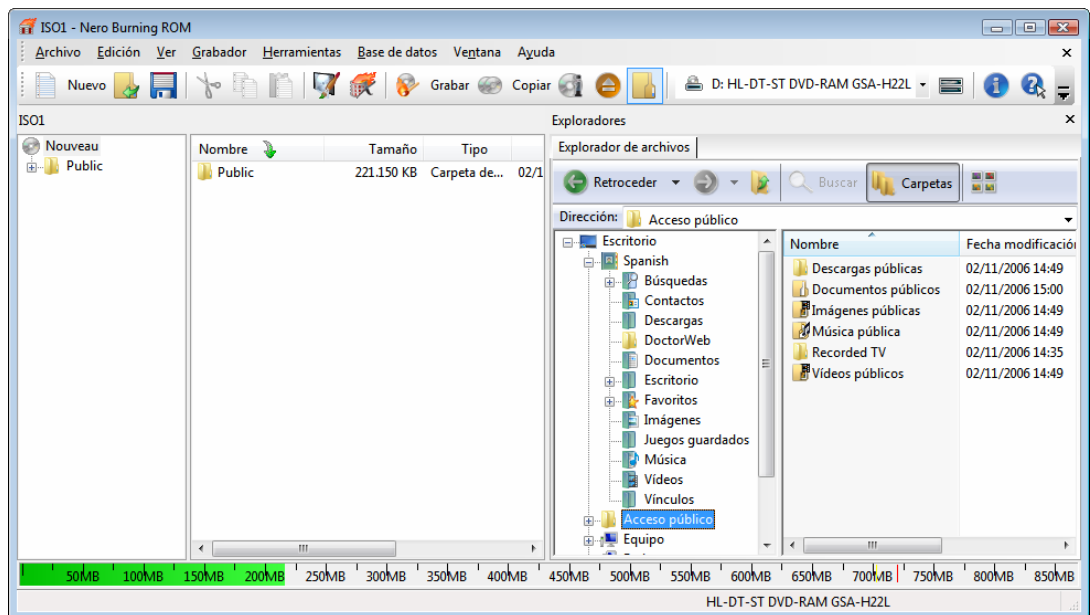 ISO1 - Nero Burning ROM
Archivo Edición Ver Grabador Herramientas Base de datos Ventana Ayuda
Nuevo Grabar Copiar D: HL-DT-ST DVD-RAM GSA-H22L
ISO1
Nouveau
Public
Nombre Tamaño Tipo
Public 221.150 KB Carpeta de... 02/1
Exploradores
Explorador de archivos
Retroceder Buscar Carpetas
Dirección: Acceso público
Escritorio
Spanish
Búsquedas
Contactos
Descargas
DoctorWeb
Documentos
Escritorio
Favoritos
Imágenes
Juegos guardados
Música
Vídeos
Vínculos
Acceso público
Equipo
Nombre Fecha modificación
Descargas públicas 02/11/2006 14:49
Documentos públicos 02/11/2006 15:00
Imágenes públicas 02/11/2006 14:49
Música pública 02/11/2006 14:49
Recorded TV 02/11/2006 14:35
Vídeos públicos 02/11/2006 14:49
50MB 100MB 150MB 200MB 250MB 300MB 350MB 400MB 450MB 500MB 550MB 600MB 650MB 700MB 750MB 800MB 850MB
HL-DT-ST DVD-RAM GSA-H22L